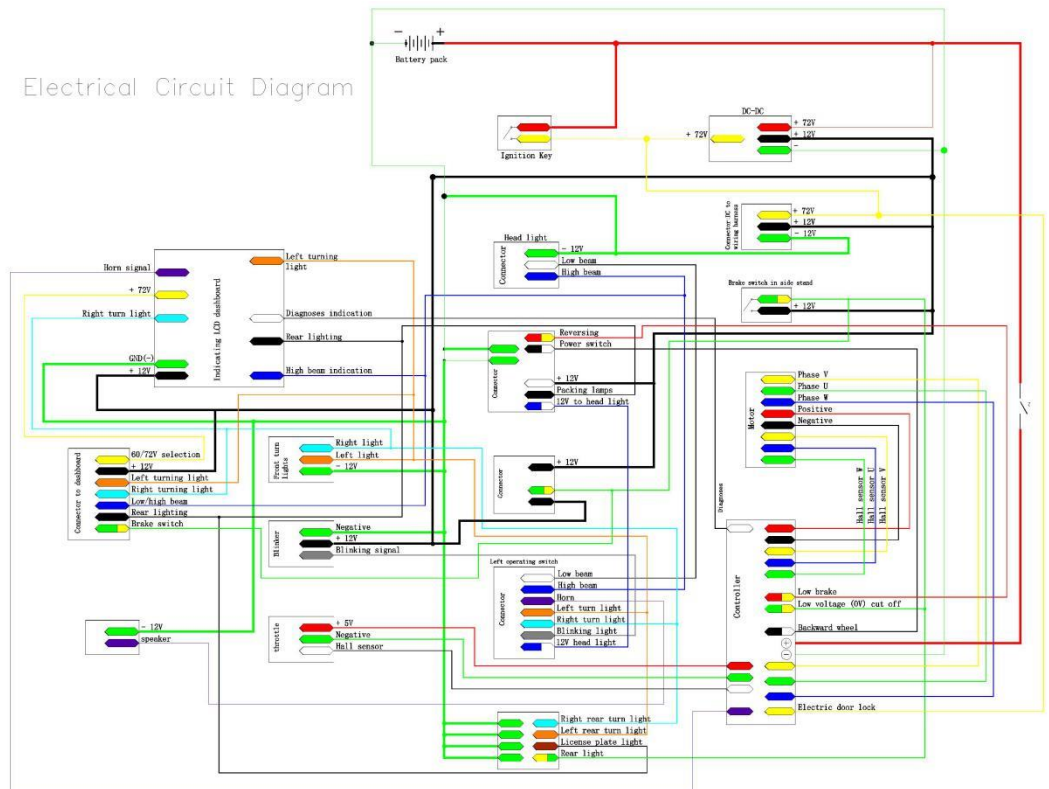 − +
Battery pack
Electrical Circuit Diagram
DC-DC
+ 72V
+ 72V
+ 12V
-
Ignition Key
Connector DC to
wiring harness
+ 72V
+ 12V
- 12V
Head light
Connector
- 12V
Low beam
High beam
Brake switch in side stand
+ 12V
Indicating LCD dashboard
Horn signal
+ 72V
Right turn light
GND(-)
+ 12V
Left turning
light
Diagnoses indication
Rear lighting
High beam indication
Connector
Reversing
Power switch
+ 12V
Packing lamps
12V to head light
Motor
Phase V
Phase U
Phase W
Positive
Negative
Hall sensor W
Hall sensor U
Hall sensor V
Connector to dashboard
60/72V selection
+ 12V
Left turning light
Right turning light
Low/high beam
Rear lighting
Brake switch
Front turn
lights
Right light
Left light
- 12V
Connector
+ 12V
Blinker
Negative
+ 12V
Blinking signal
Left operating switch
Connector
Low beam
High beam
Horn
Left turn light
Right turn light
Blinking light
12V head light
Diagnoses
Controller
Low brake
Low voltage (0V) cut off
Backward wheel
+
−
Electric door lock
- 12V
speaker
throttle
+ 5V
Negative
Hall sensor
Right rear turn light
Left rear turn light
License plate light
Rear light